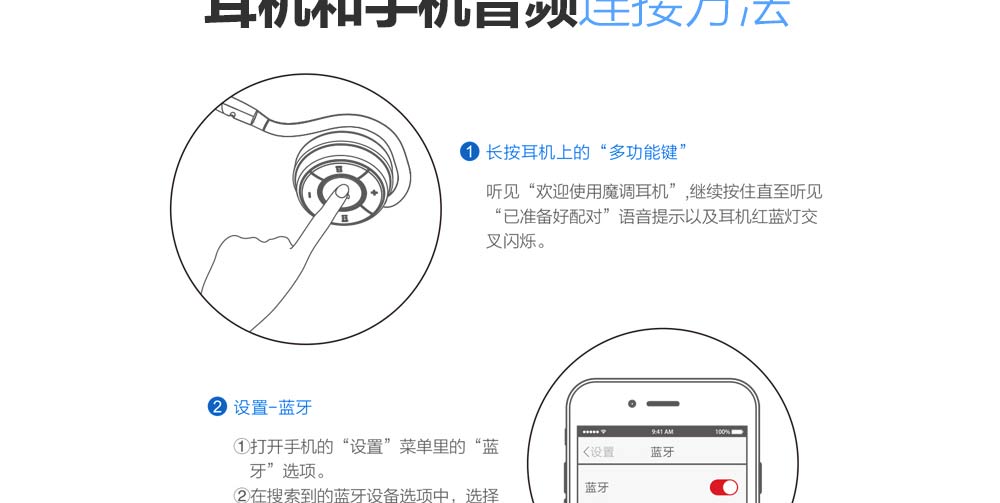 耳机和手机音频连接方法
1 长按耳机上的“多功能键”
听见“欢迎使用魔调耳机”,继续按住直至听见
“已准备好配对”语音提示以及耳机红蓝灯交
叉闪烁。
2 设置-蓝牙
①打开手机的“设置”菜单里的“蓝
牙”选项。
②在搜索到的蓝牙设备选项中，选择
9:41 AM 100%
设置 蓝牙
蓝牙